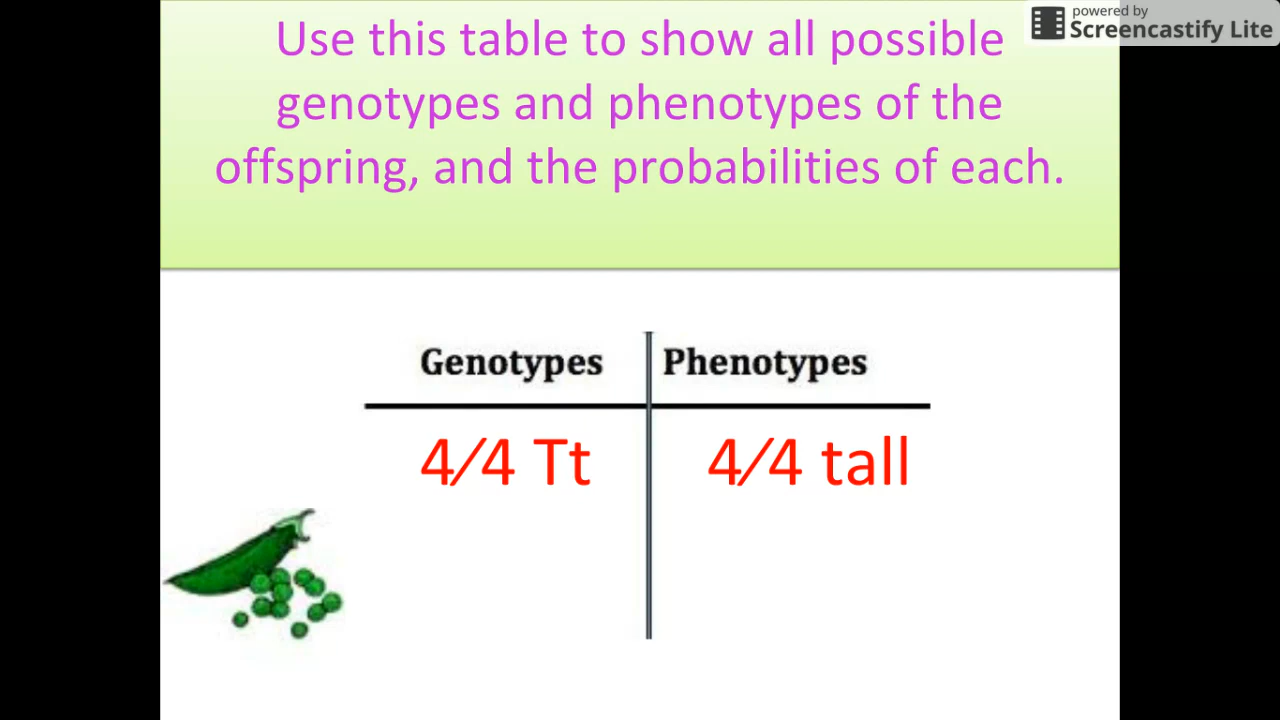 powered by
Screencastify Lite
Use this table to show all possible
genotypes and phenotypes of the
offspring, and the probabilities of each.
Genotypes Phenotypes
4/4 Tt 4/4 tall